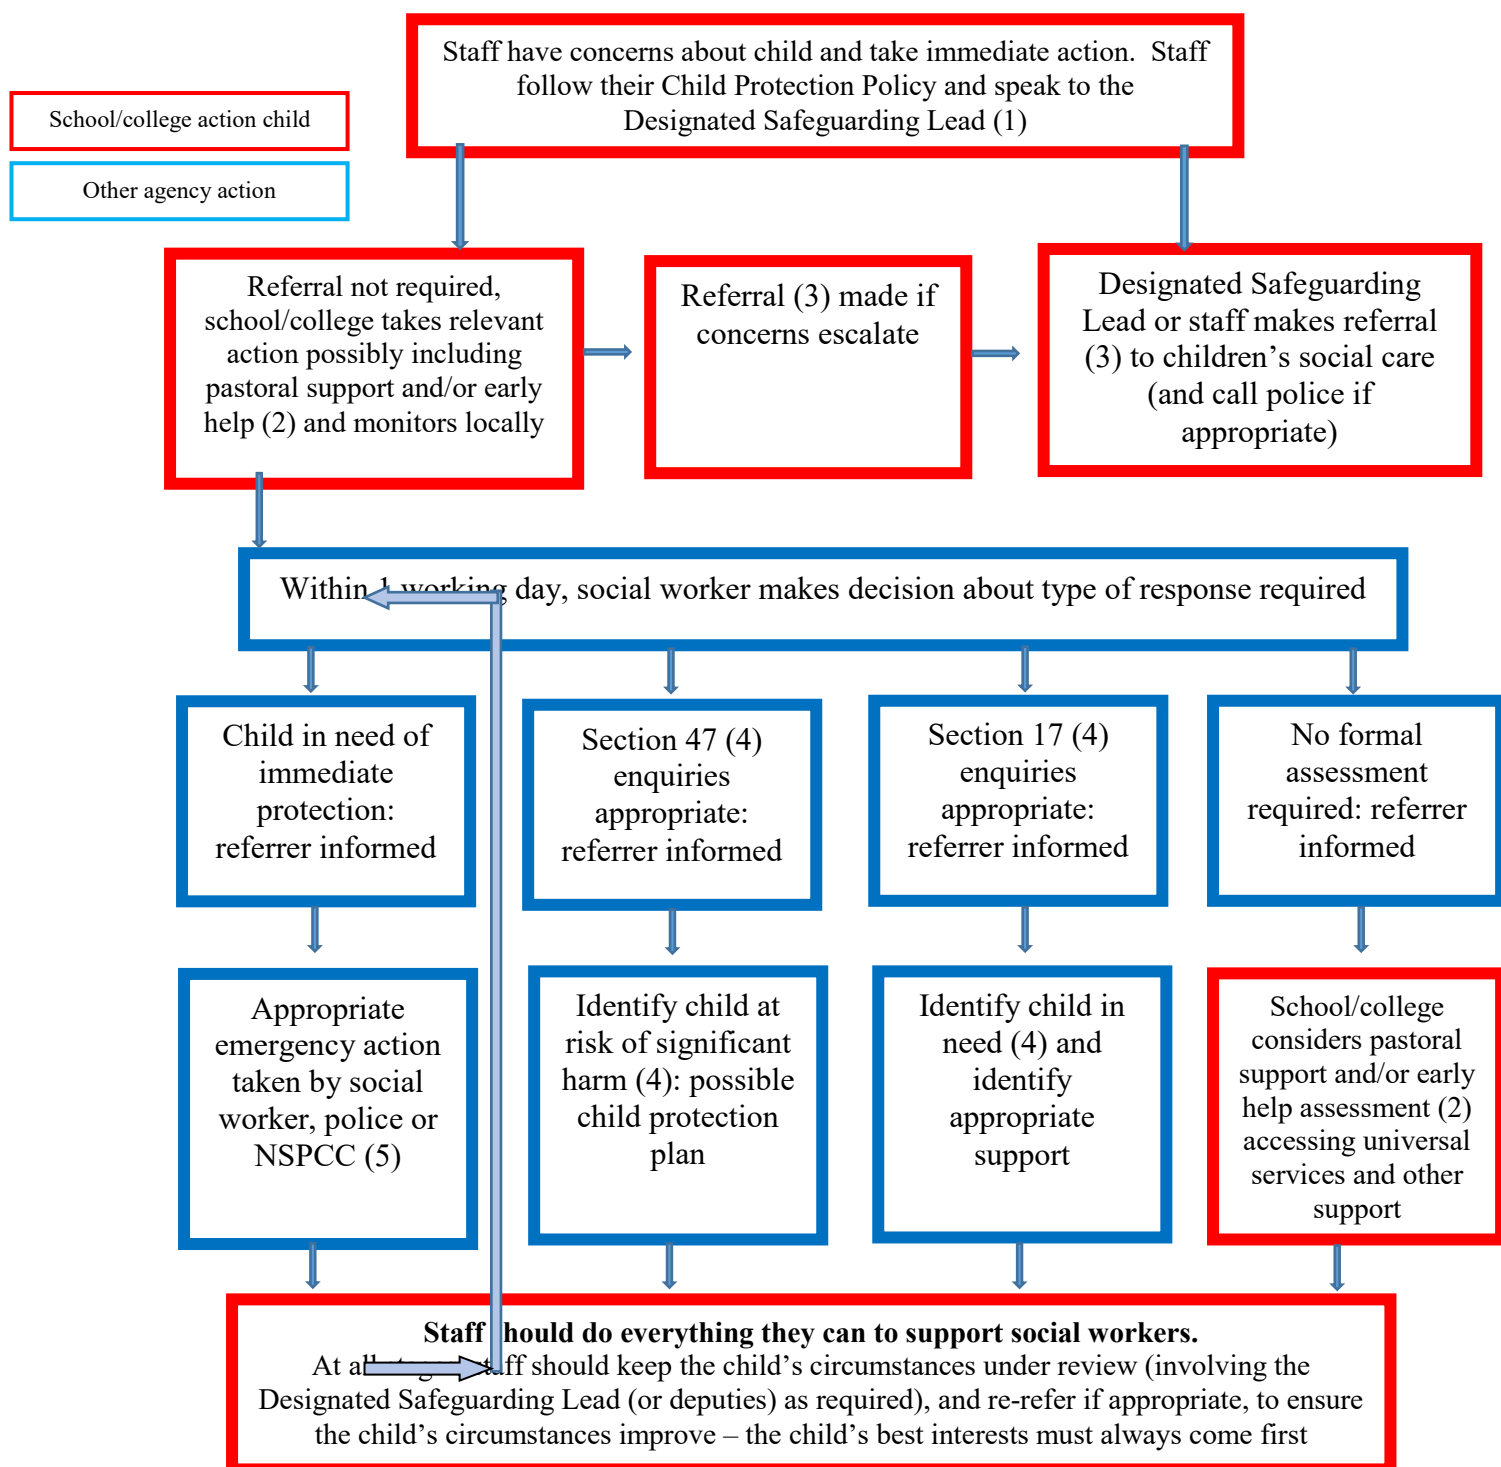 Staff have concerns about child and take immediate action.  Staff
follow their Child Protection Policy and speak to the
Designated Safeguarding Lead (1)
School/college action child
Other agency action
Referral not required,
school/college takes relevant
action possibly including
pastoral support and/or early
help (2) and monitors locally
Referral (3) made if
concerns escalate
Designated Safeguarding
Lead or staff makes referral
(3) to children’s social care
(and call police if
appropriate)
Within 1 working day, social worker makes decision about type of response required
Child in need of
immediate
protection:
referrer informed
Section 47 (4)
enquiries
appropriate:
referrer informed
Section 17 (4)
enquiries
appropriate:
referrer informed
No formal
assessment
required: referrer
informed
Appropriate
emergency action
taken by social
worker, police or
NSPCC (5)
Identify child at
risk of significant
harm (4): possible
child protection
plan
Identify child in
need (4) and
identify
appropriate
support
School/college
considers pastoral
support and/or early
help assessment (2)
accessing universal
services and other
support
Staff should do everything they can to support social workers.
At all stages staff should keep the child’s circumstances under review (involving the
Designated Safeguarding Lead (or deputies) as required), and re-refer if appropriate, to ensure
the child’s circumstances improve – the child’s best interests must always come first